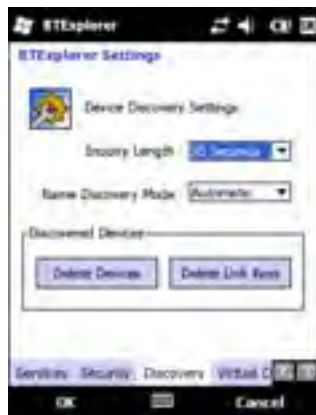 BTExplorer
BTExplorer Settings
Device Discovery Settings
Inquiry Length 10 Seconds
Name Discovery Mode Automatic
Discovered Devices
Delete Devices Delete Link Keys
Services Security Discovery Virtual C
OK Cancel